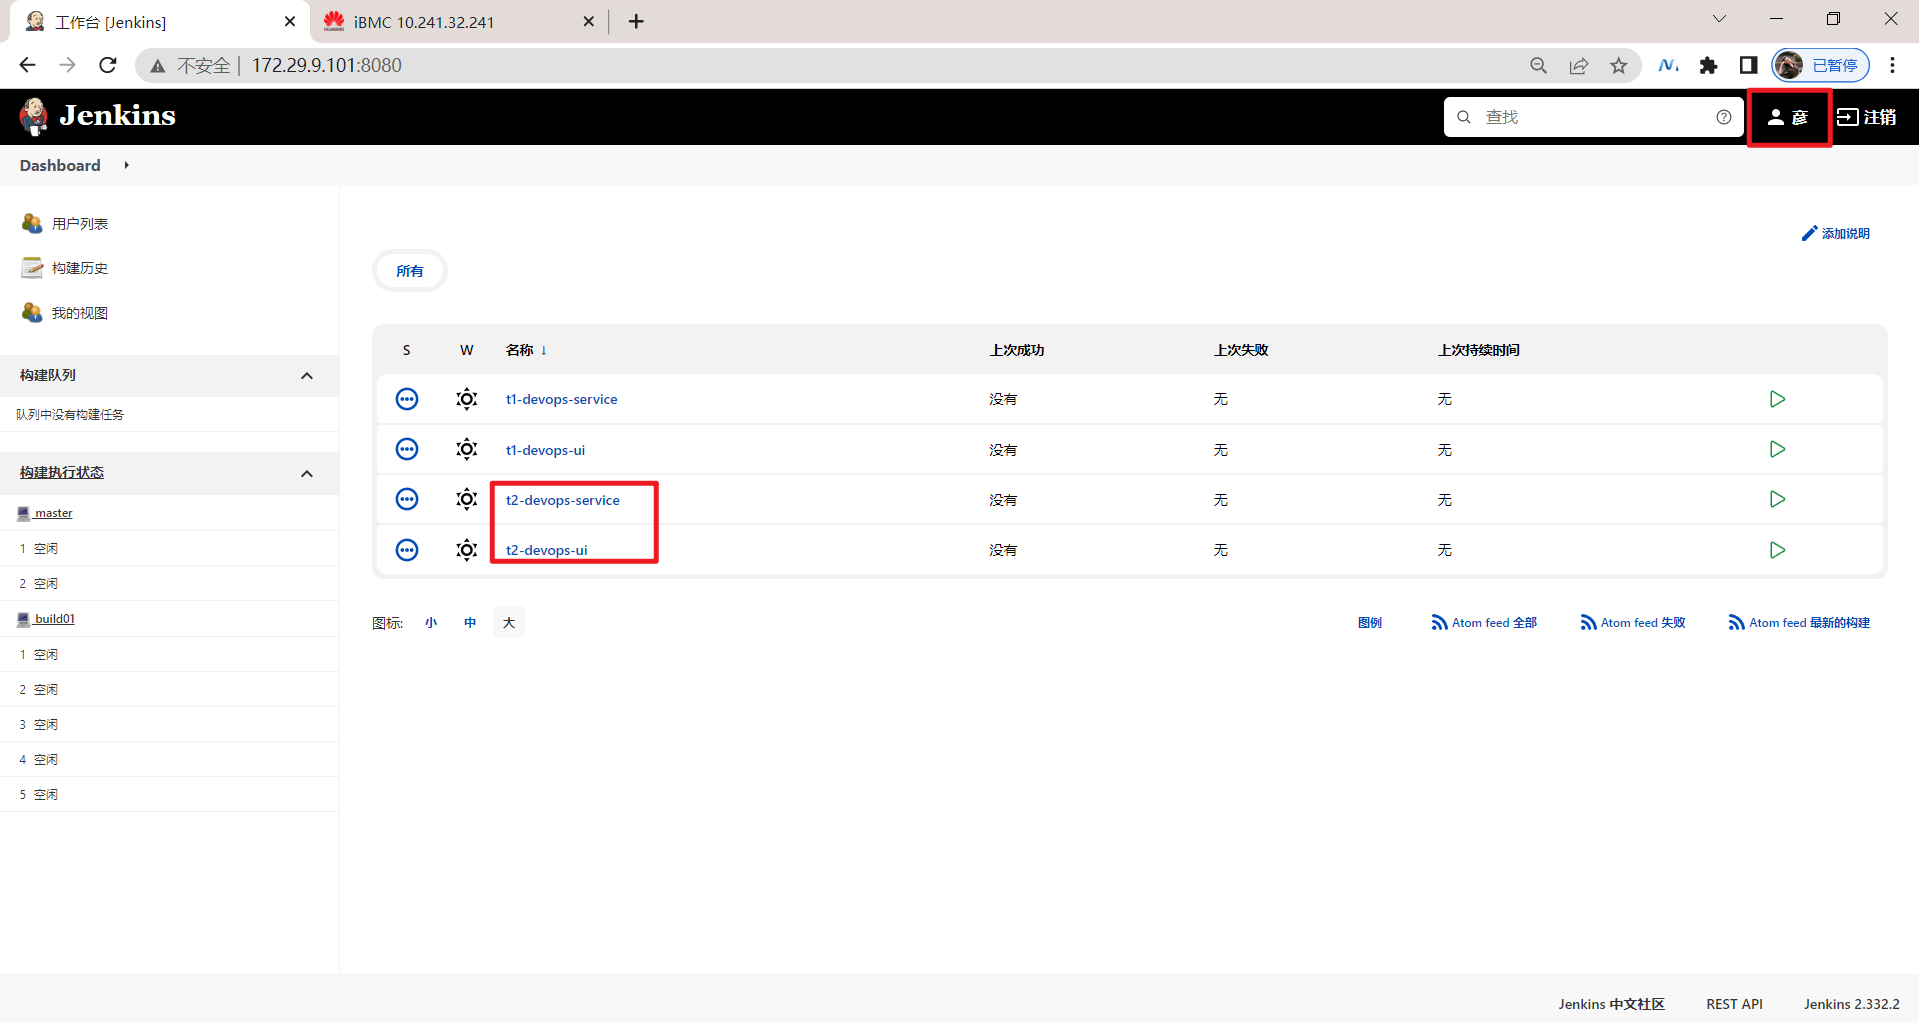 工作台 [Jenkins]
iBMC 10.241.32.241
不安全
172.29.9.101:8080
已暂停
Jenkins
查找
彦
注销
Dashboard
用户列表
构建历史
我的视图
构建队列
队列中没有构建任务
构建执行状态
master
1 空闲
2 空闲
build01
1 空闲
2 空闲
3 空闲
4 空闲
5 空闲
添加说明
所有
S W 名称 ↓ 上次成功 上次失败 上次持续时间
t1-devops-service 没有 无 无
t1-devops-ui 没有 无 无
t2-devops-service 没有 无 无
t2-devops-ui 没有 无 无
图标: 小 中 大
图例 Atom feed 全部 Atom feed 失败 Atom feed 最新的构建
Jenkins 中文社区 REST API Jenkins 2.332.2